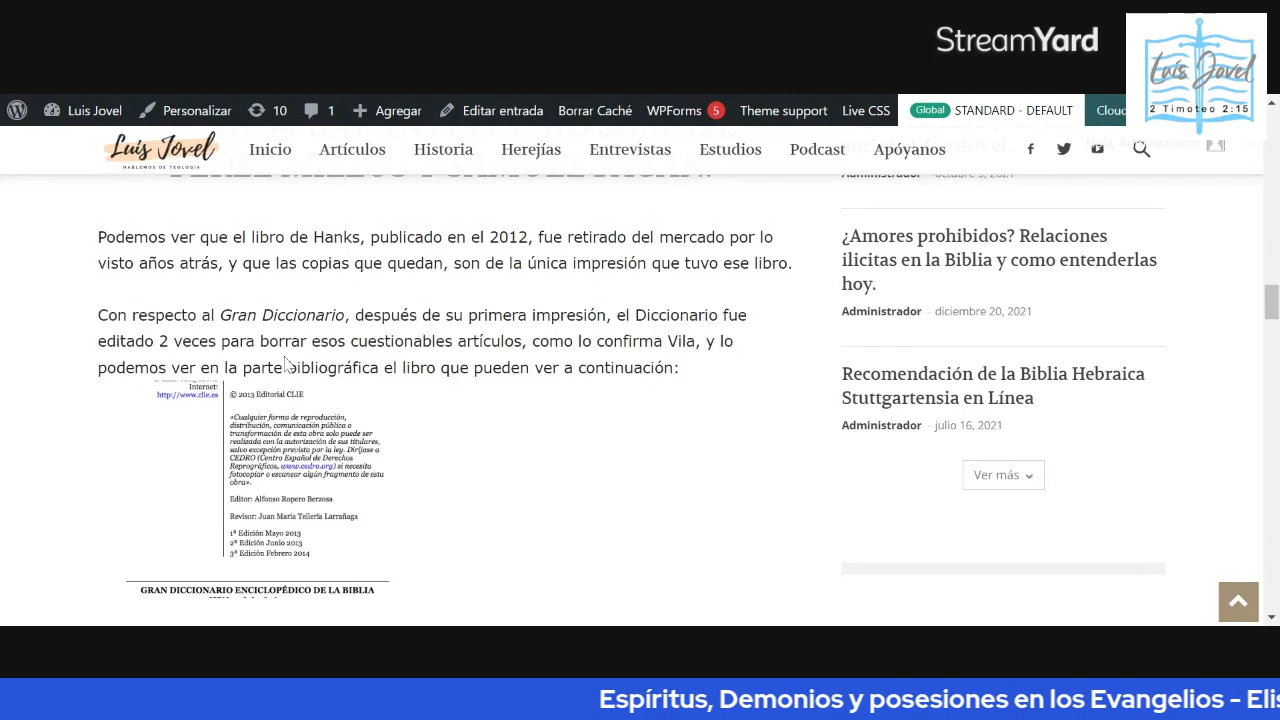 StreamYard
Luis Jovel
2 Timoteo 2:15
Luis Jovel Personalizar 10 1 Agregar Editar entrada Borrar Caché WPForms 5 Theme support Live CSS Global STANDARD - DEFAULT Cloud
Luis Jovel
HABLEMOS DE TEOLOGÍA
Inicio Artículos Historia Herejías Entrevistas Estudios Podcast Apóyanos
Podemos ver que el libro de Hanks, publicado en el 2012, fue retirado del mercado por lo
visto años atrás, y que las copias que quedan, son de la única impresión que tuvo ese libro.
Con respecto al Gran Diccionario, después de su primera impresión, el Diccionario fue
editado 2 veces para borrar esos cuestionables artículos, como lo confirma Vila, y lo
podemos ver en la parte bibliográfica el libro que pueden ver a continuación:
Internet:
http://www.clie.es
© 2013 Editorial CLIE
«Cualquier forma de reproducción,
distribución, comunicación pública o
transformación de esta obra solo puede ser
realizada con la autorización de sus titulares,
salvo excepción prevista por la ley. Diríjase a
CEDRO (Centro Español de Derechos
Reprográficos, www.cedro.org) si necesita
fotocopiar o escanear algún fragmento de esta
obra».
Editor: Alfonso Ropero Berzosa
Revisor: Juan María Tellería Larrañaga
1ª Edición Mayo 2013
2ª Edición Junio 2013
3ª Edición Febrero 2014
GRAN DICCIONARIO ENCICLOPÉDICO DE LA BIBLIA
Administrador
¿Amores prohibidos? Relaciones
ilicitas en la Biblia y como entenderlas
hoy.
Administrador - diciembre 20, 2021
Recomendación de la Biblia Hebraica
Stuttgartensia en Línea
Administrador - julio 16, 2021
Ver más
Espíritus, Demonios y posesiones en los Evangelios - Elis